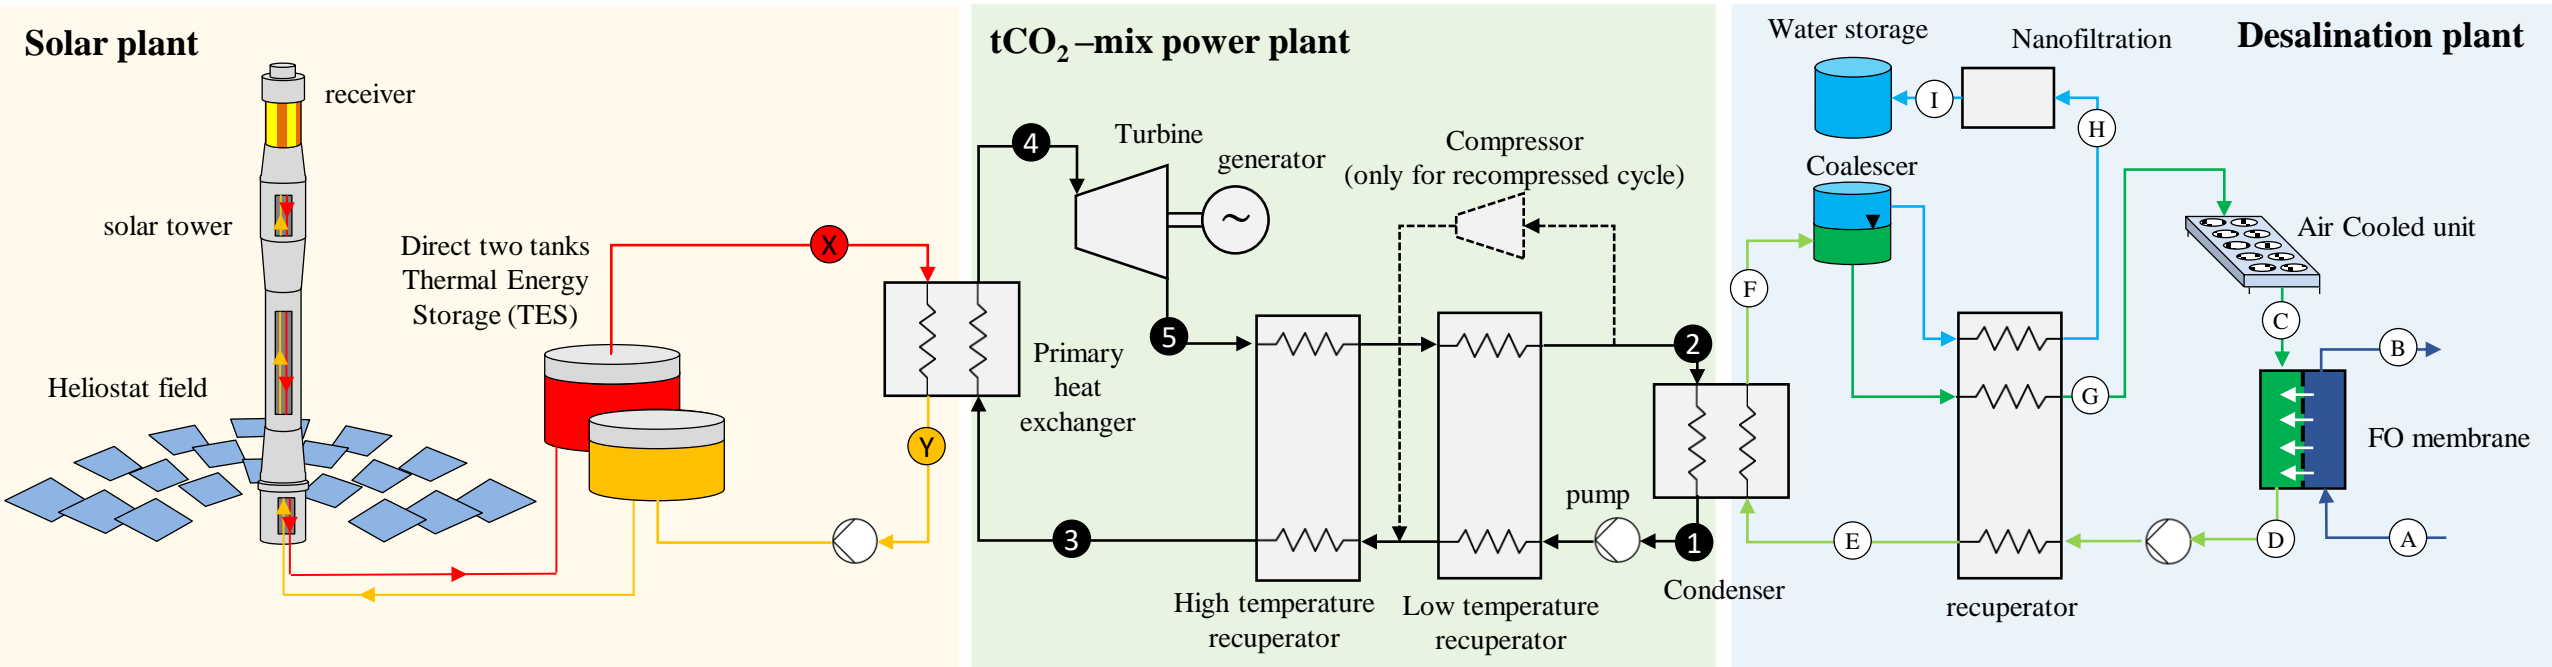 Solar plant
receiver
solar tower
Heliostat field
Direct two tanks
Thermal Energy
Storage (TES)
X
Y
tCO₂ –mix power plant
4
Turbine
generator
~
Compressor
(only for recompressed cycle)
5
2
Primary
heat
exchanger
3
pump
1
High temperature
recuperator
Low temperature
recuperator
Condenser
Desalination plant
Water storage
Nanofiltration
I
H
Coalescer
Air Cooled unit
F
C
B
G
FO membrane
E
D
A
recuperator